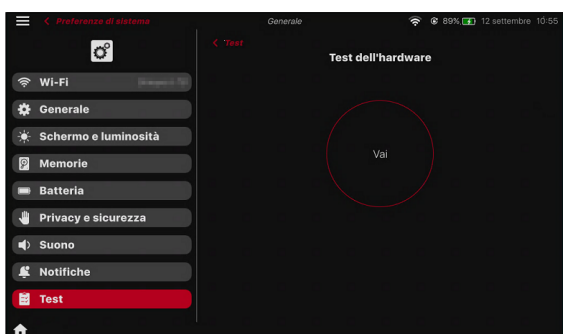 Preferenze di sistema
Generale
89%
12 settembre 10:55
Test
Test dell'hardware
Wi-Fi
Generale
Schermo e luminosità
Memorie
Batteria
Privacy e sicurezza
Suono
Notifiche
Test
Vai